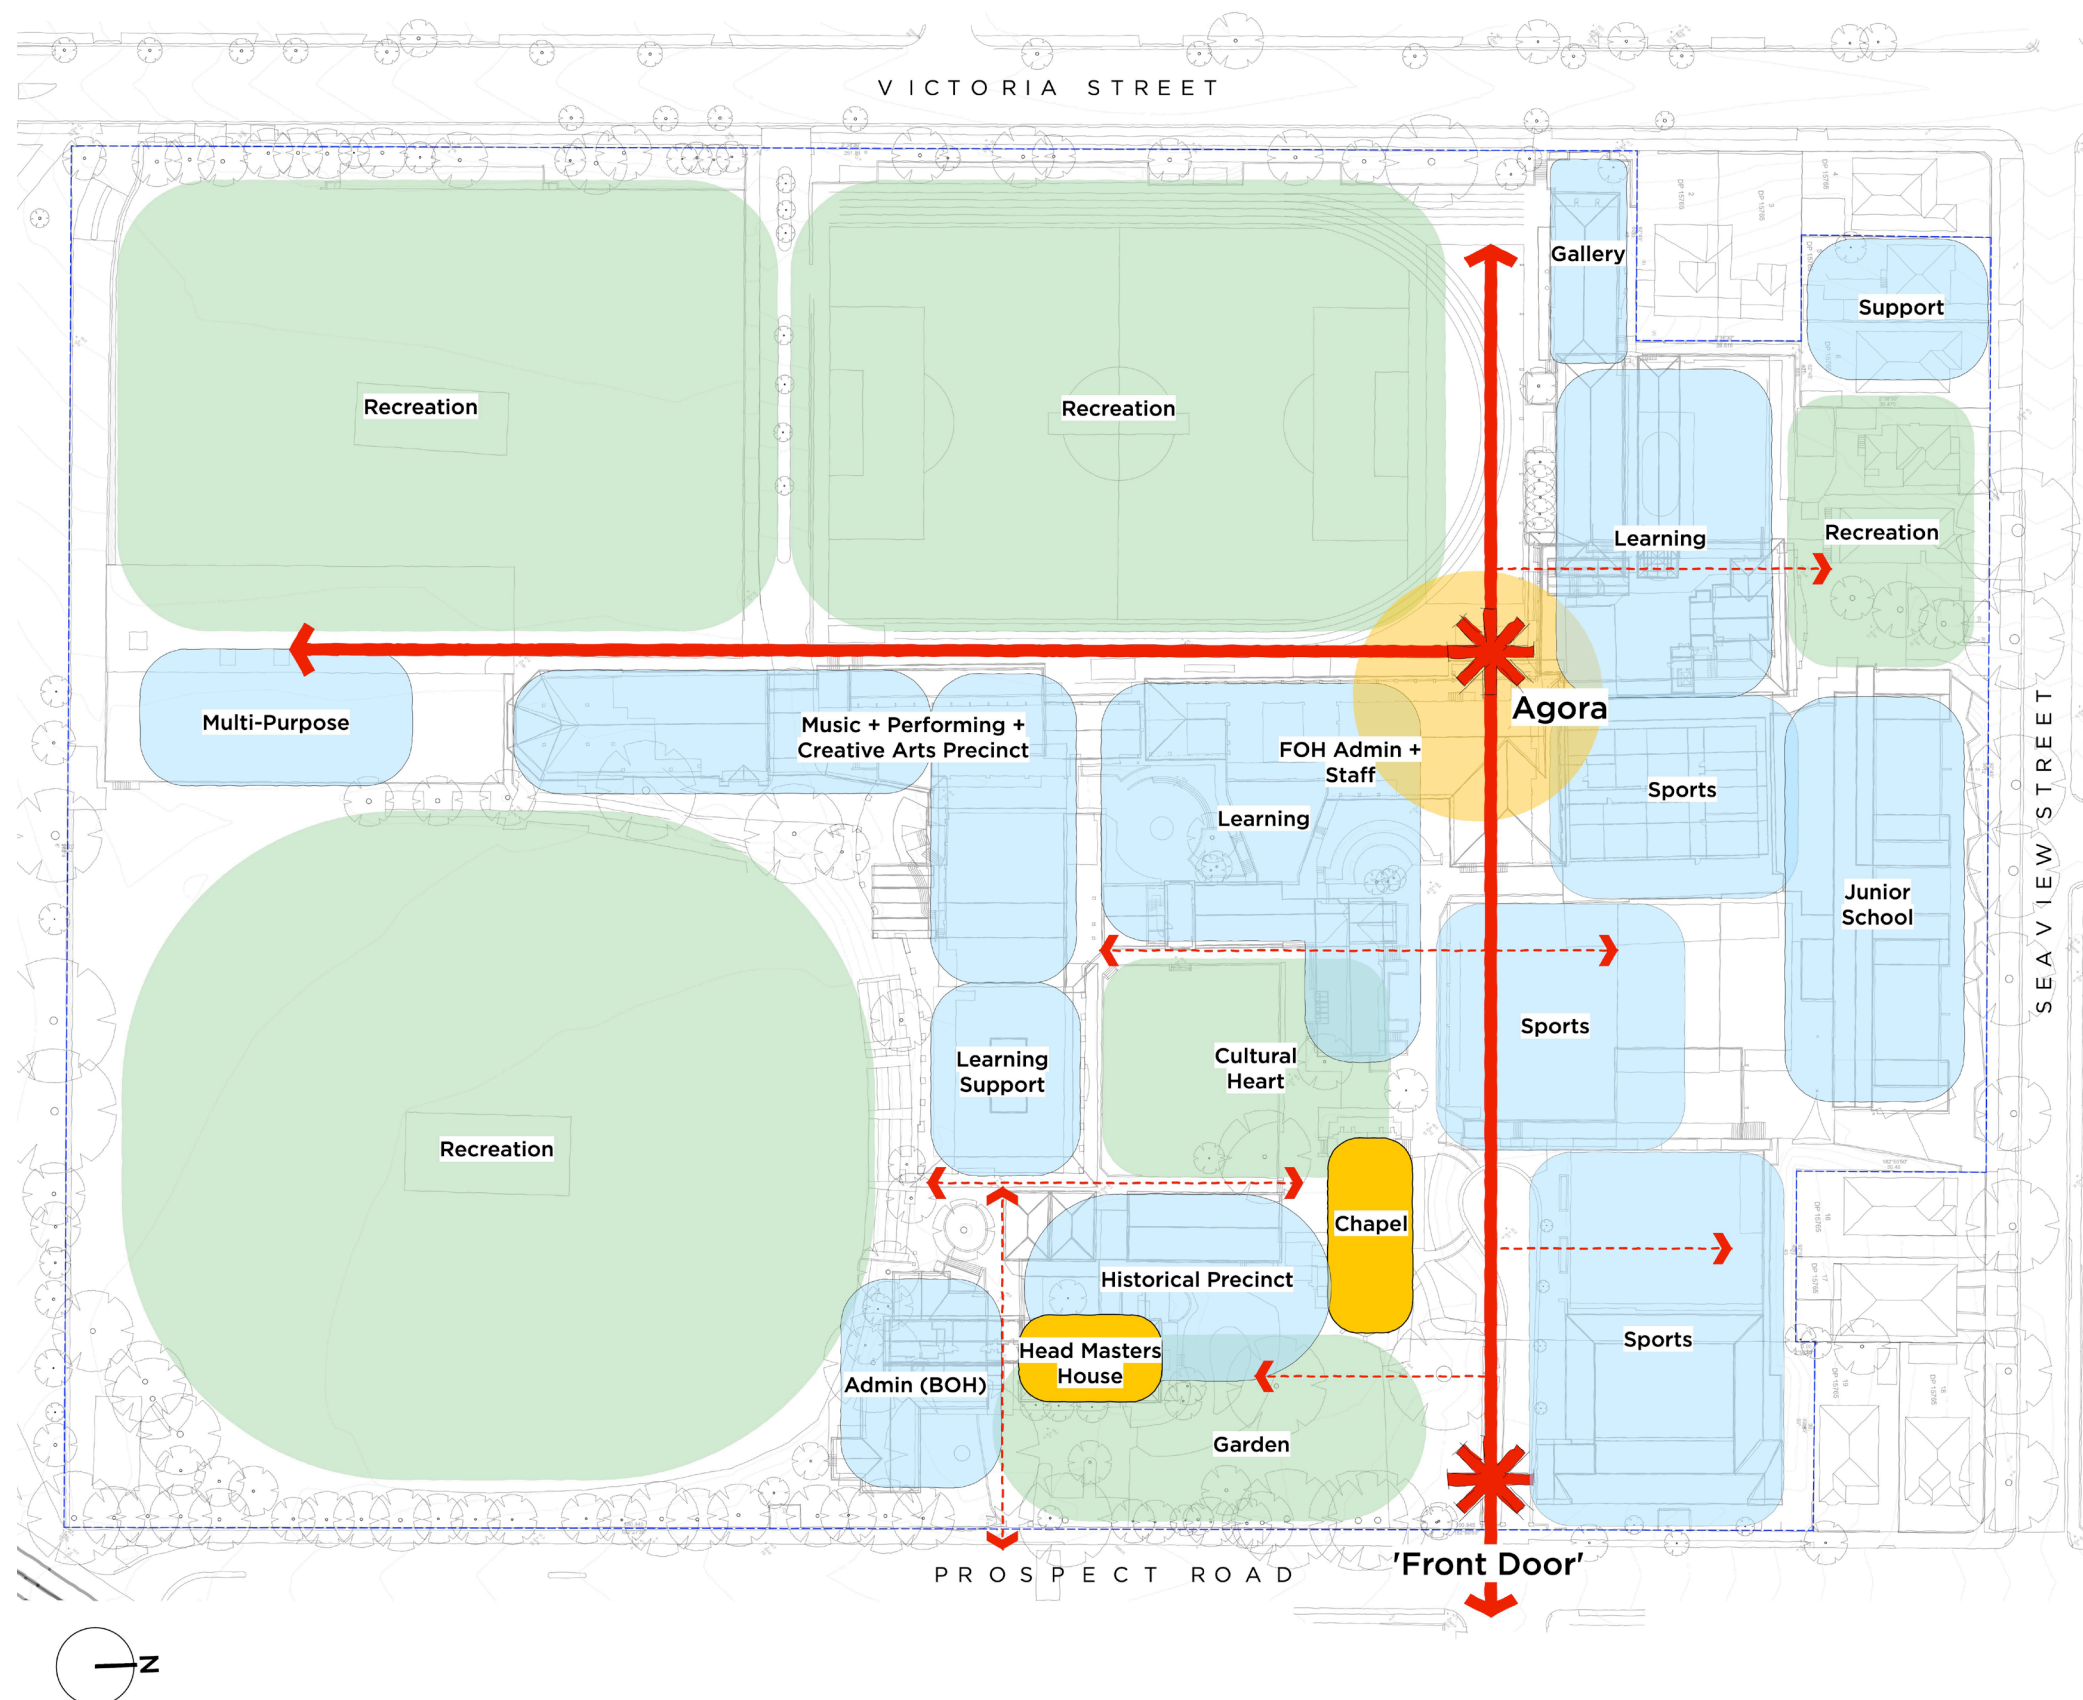 VICTORIA STREET
Gallery
Support
Recreation
Recreation
Recreation
Learning
Agora
Multi-Purpose
Music + Performing +
Creative Arts Precinct
FOH Admin +
Staff
Learning
Sports
Junior
School
SEAVIEW STREET
Sports
Learning
Support
Cultural
Heart
Recreation
Chapel
Historical Precinct
Sports
Head Masters
House
Admin (BOH)
Garden
'Front Door'
PROSPECT ROAD
N